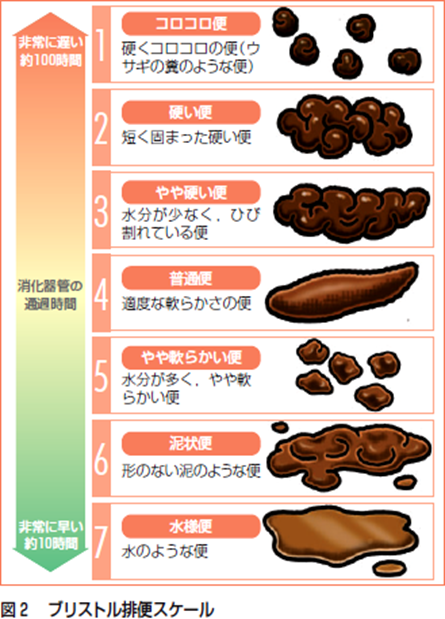 非常に遅い
約100時間
消化器管の
通過時間
非常に早い
約10時間
1
コロコロ便
硬くコロコロの便(ウ
サギの糞のような便)
2
硬い便
短く固まった硬い便
3
やや硬い便
水分が少なく,ひび
割れている便
4
普通便
適度な軟らかさの便
5
やや軟らかい便
水分が多く,やや軟
らかい便
6
泥状便
形のない泥のような便
7
水様便
水のような便
図2 ブリストル排便スケール